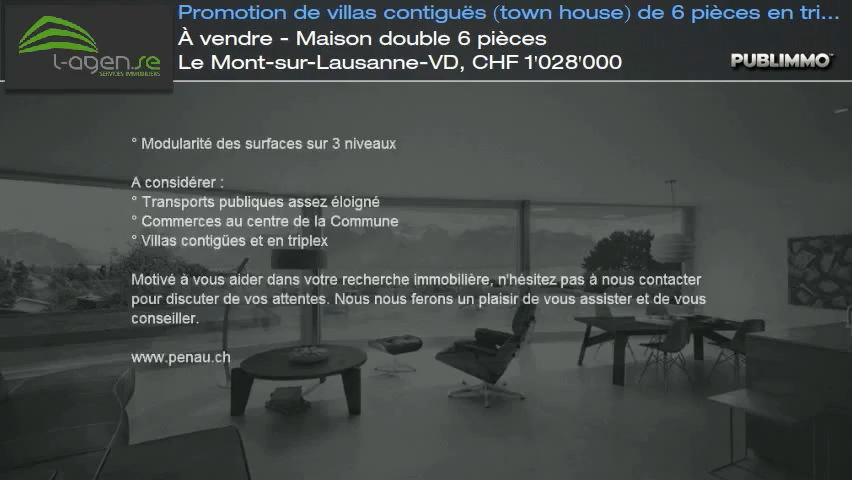 Promotion de villas contiguës (town house) de 6 pièces en tri...
À vendre - Maison double 6 pièces
Le Mont-sur-Lausanne-VD, CHF 1'028'000
l-agen.se
SERVICES IMMOBILIERS
PUBLIMMO
° Modularité des surfaces sur 3 niveaux
A considérer :
° Transports publiques assez éloigné
° Commerces au centre de la Commune
° Villas contigües et en triplex
Motivé à vous aider dans votre recherche immobilière, n'hésitez pas à nous contacter
pour discuter de vos attentes. Nous nous ferons un plaisir de vous assister et de vous
conseiller.
www.penau.ch